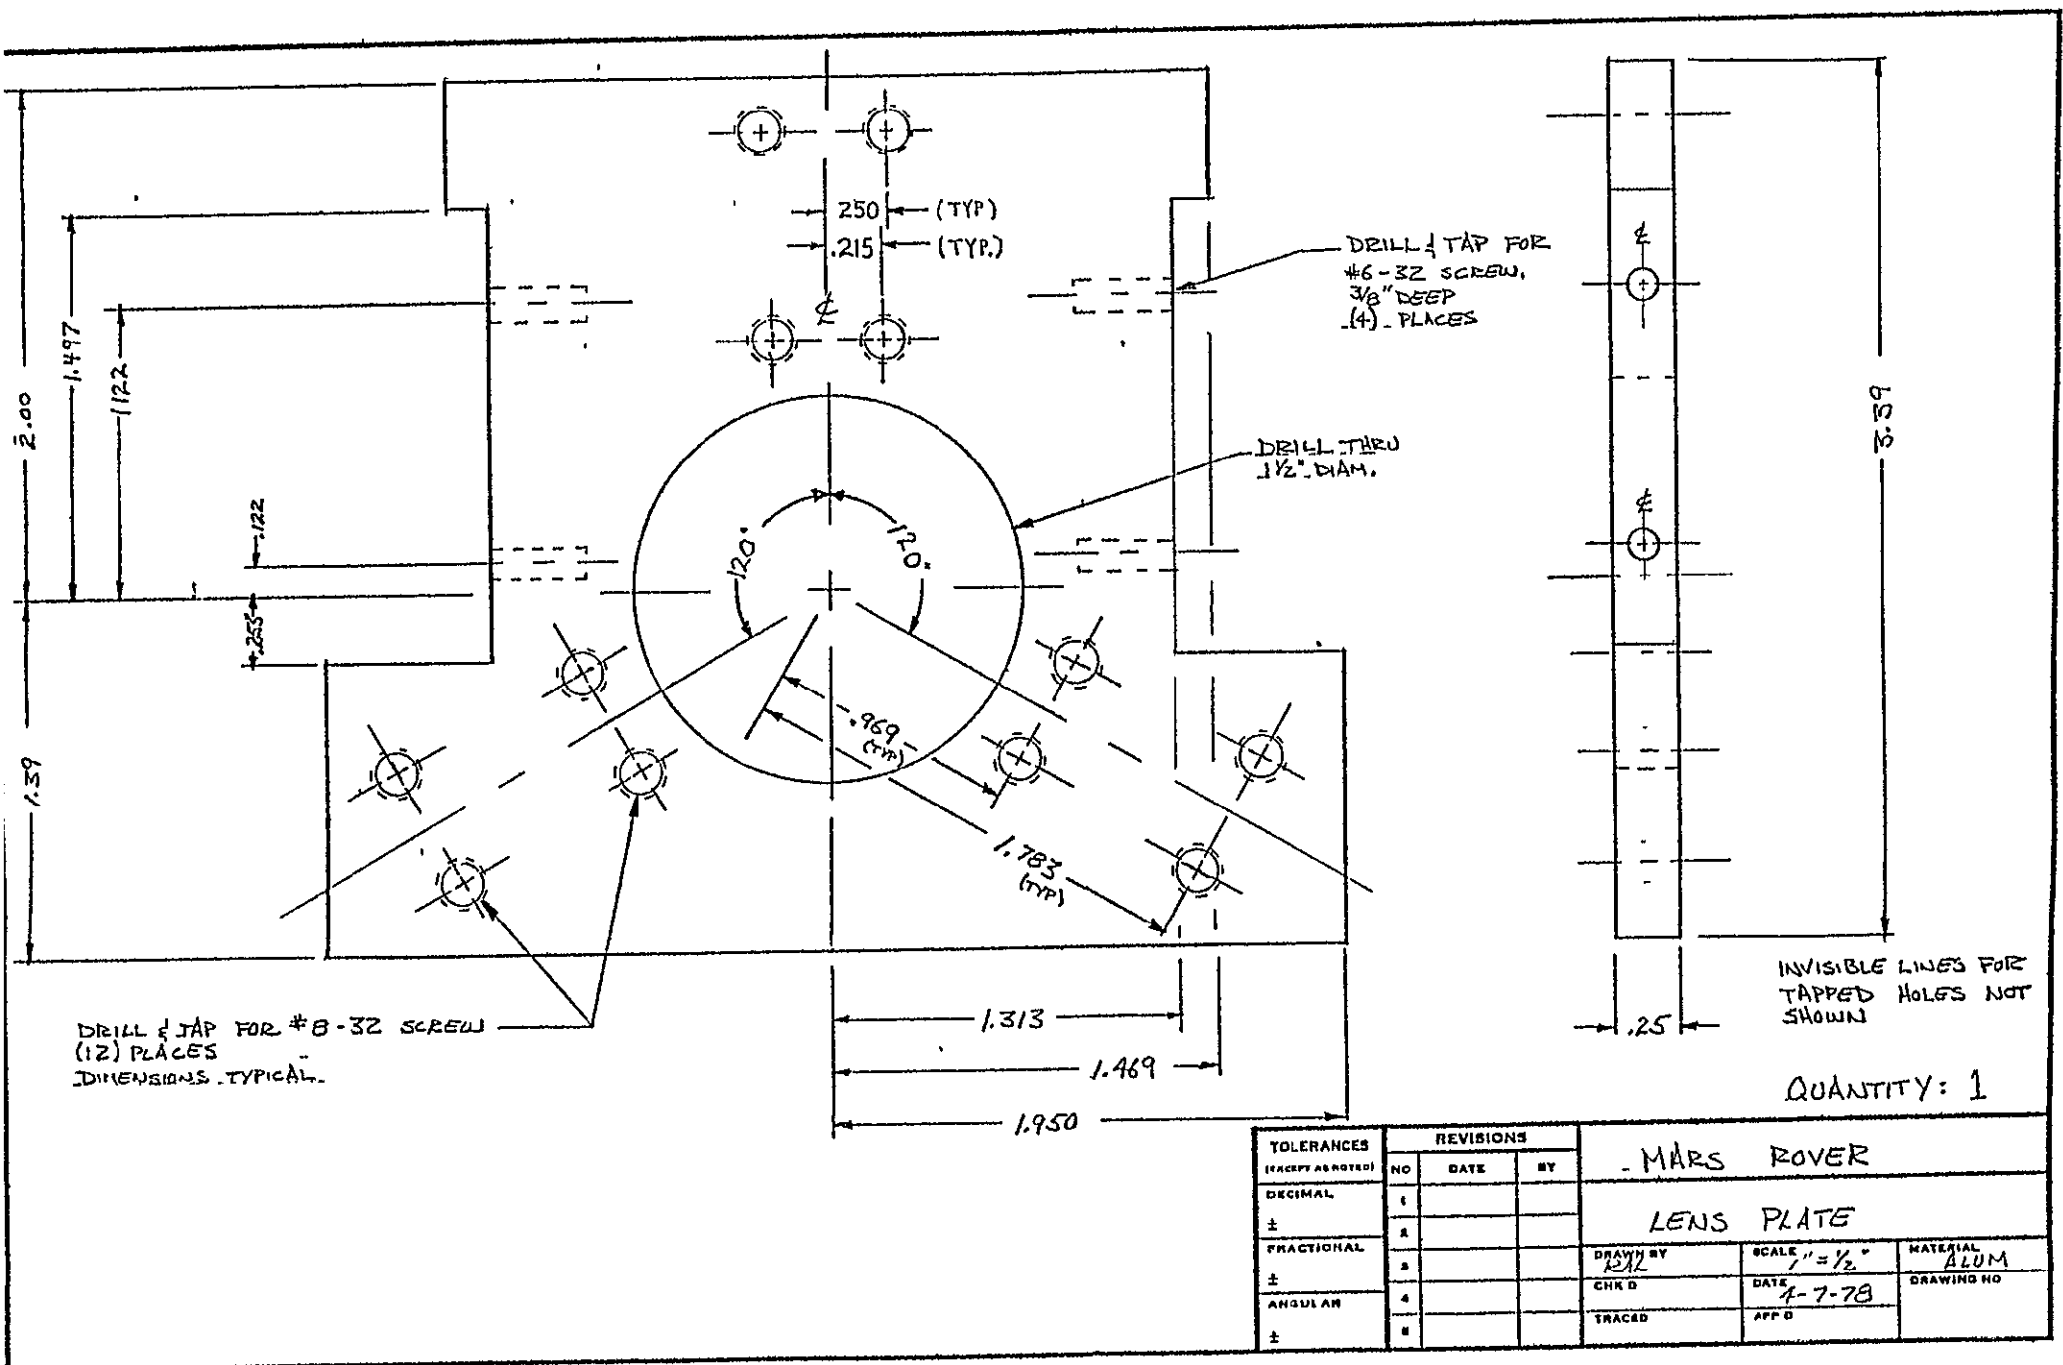 250 (TYP)
.215 (TYP.)
℄
DRILL & TAP FOR
#6-32 SCREW,
3/8" DEEP
(4) PLACES
℄
℄
DRILL THRU
1 1/2" DIAM.
2.00
1.497
1122
.122
.253
1.39
3.39
120°
120°
.969
(TYP)
1.783
(TYP)
DRILL & TAP FOR #8-32 SCREW
(12) PLACES
DIMENSIONS TYPICAL
1.313
1.469
1.950
.25
INVISIBLE LINES FOR
TAPPED HOLES NOT
SHOWN
QUANTITY: 1
TOLERANCES
(EXCEPT AS NOTED)
DECIMAL
±
FRACTIONAL
±
ANGULAR
±
REVISIONS
NO DATE BY
1
2
3
4
5
MARS ROVER
LENS PLATE
DRAWN BY
SCALE 1" = 1/2"
MATERIAL
ALUM
CHK'D
DATE
4-7-78
DRAWING NO
TRACED
APP'D